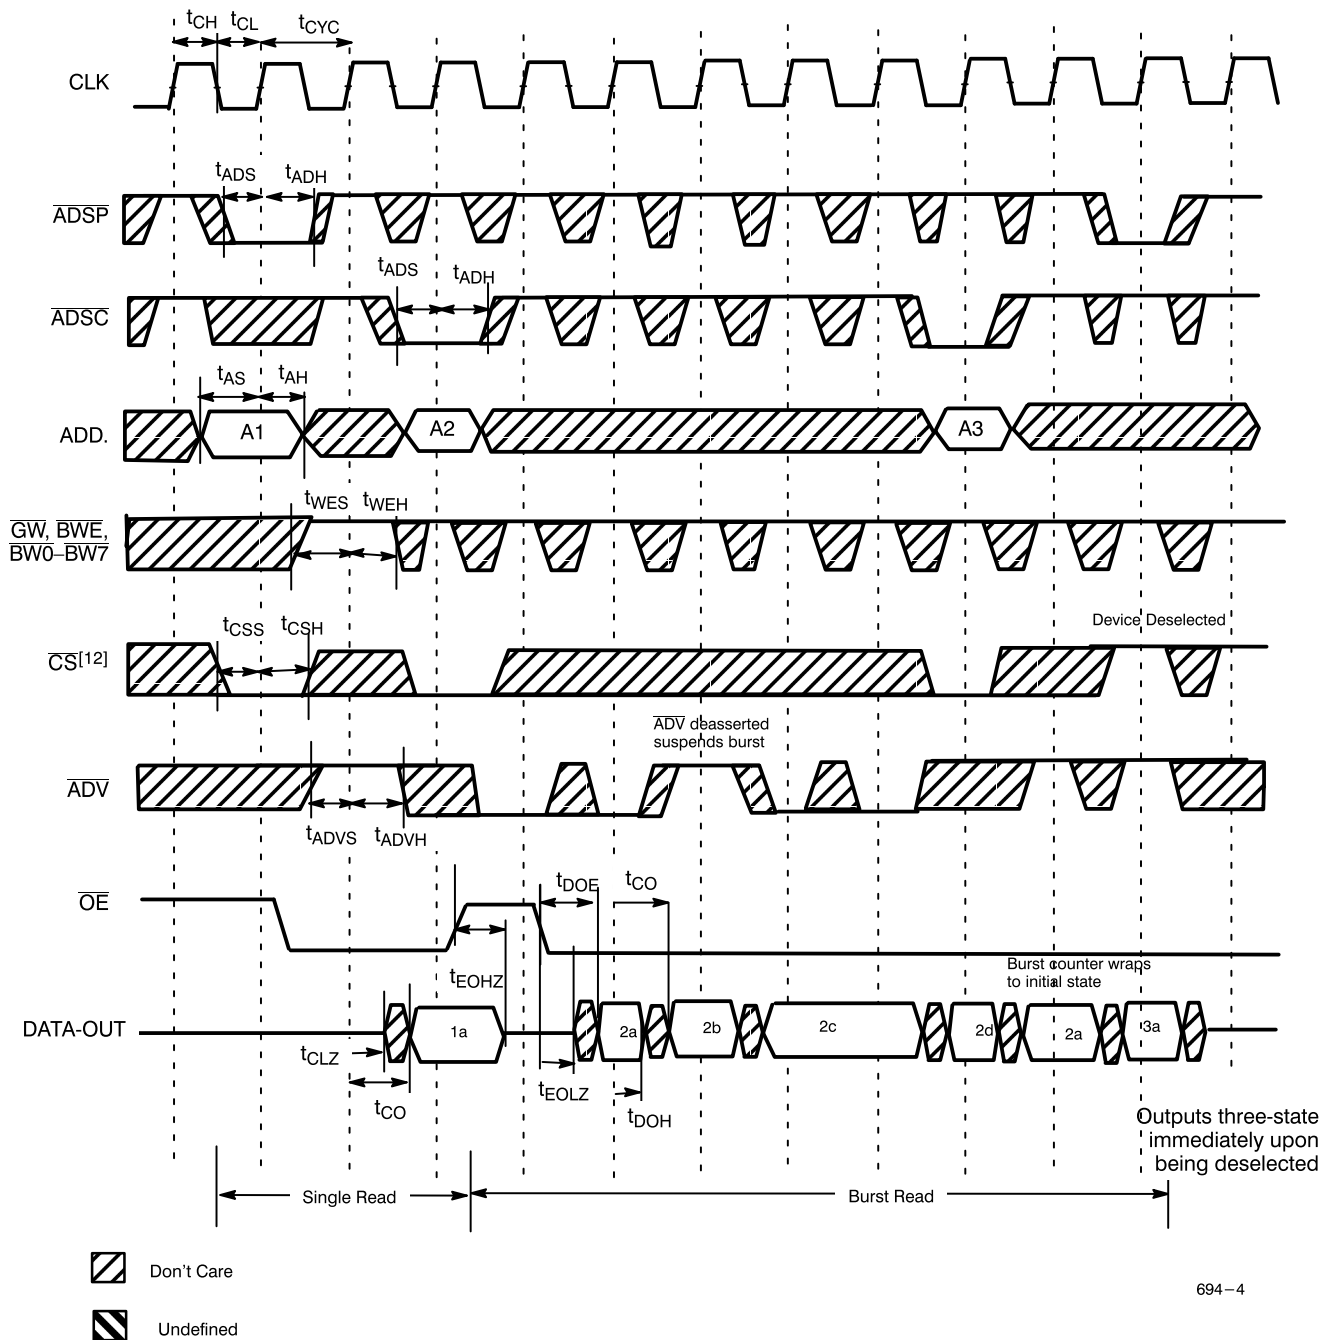 tCH tCL tCYC
CLK
tADS tADH
ADSP
tADS tADH
ADSC
tAS tAH
ADD. A1 A2 A3
tWES tWEH
GW, BWE,
BW0–BW7
Device Deselected
tCSS tCSH
CS[12]
ADV deasserted
suspends burst
ADV
tADVS tADVH
OE
tDOE tCO
tEOHZ
Burst counter wraps
to initial state
DATA-OUT 1a 2a 2b 2c 2d 2a 3a
tCLZ
tEOLZ
tCO
tDOH
Outputs three-state
immediately upon
being deselected
Single Read Burst Read
Don't Care
694–4
Undefined